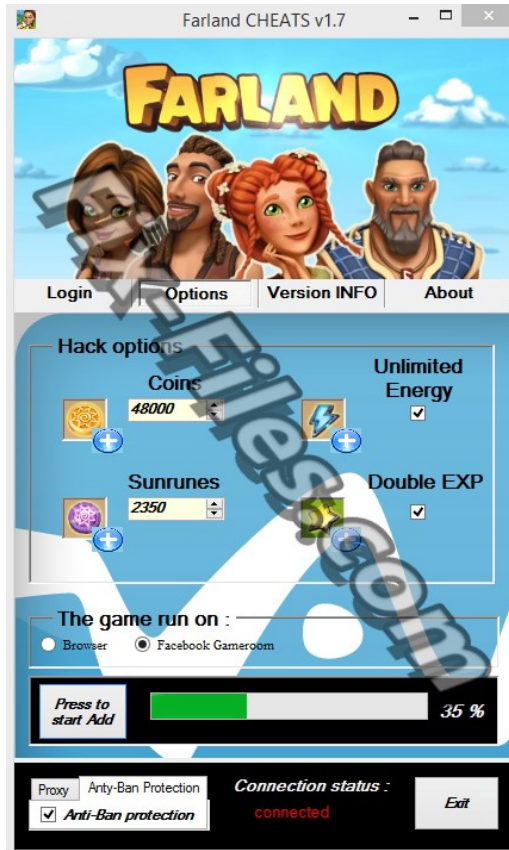 Farland CHEATS v1.7
FARLAND
Login Options Version INFO About
Hack options
Coins
48000
Unlimited
Energy
Sunrunes
2350
Double EXP
The game run on :
Browser Facebook Gameroom
Press to
start Add
35 %
Proxy Anty-Ban Protection
Anti-Ban protection
Connection status :
connected
Exit
-Files.com